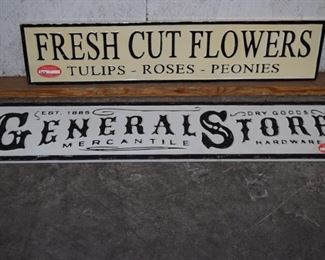 FRESH CUT FLOWERS
TULIPS - ROSES - PEONIES
EST. 1885 DRY GOODS
GENERAL STORE
MERCANTILE HARDWARE